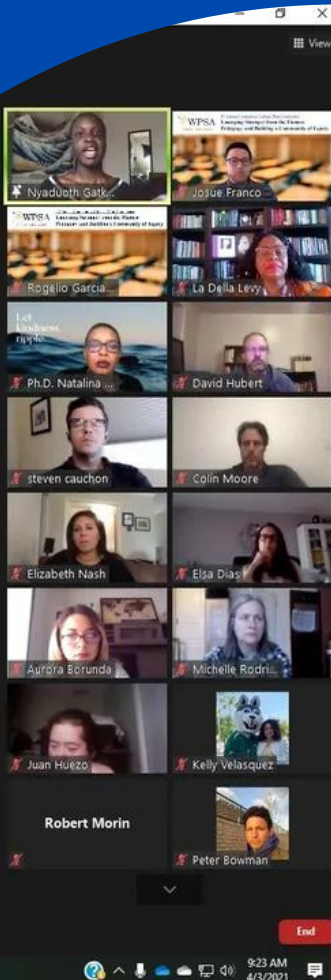 View
WPSA
Nyaduoth Gatk...
Josue Franco
WPSA
Rogelio Garcia...
La Della Levy
Let
kindness
ripple.
Ph.D. Natalina ...
David Hubert
steven cauchon
Colin Moore
Elizabeth Nash
Elsa Dias
Aurora Borunda
Michelle Rodri...
Juan Huezo
Kelly Velasquez
Robert Morin
Peter Bowman
End
9:23 AM
4/3/2021